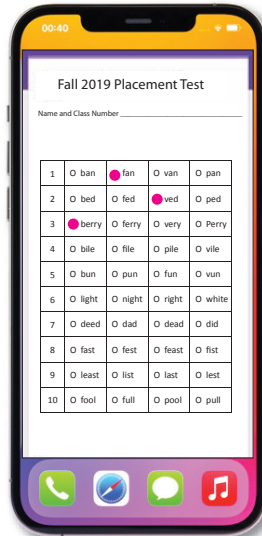 00:40
Fall 2019 Placement Test
Name and Class Number
1 O ban fan O van O pan
2 O bed O fed ved O ped
3 berry O ferry O very O Perry
4 O bile O file O pile O vile
5 O bun O pun O fun O vun
6 O light O night O right O white
7 O deed O dad O dead O did
8 O fast O fest O feast O fist
9 O least O list O last O lest
10 O fool O full O pool O pull